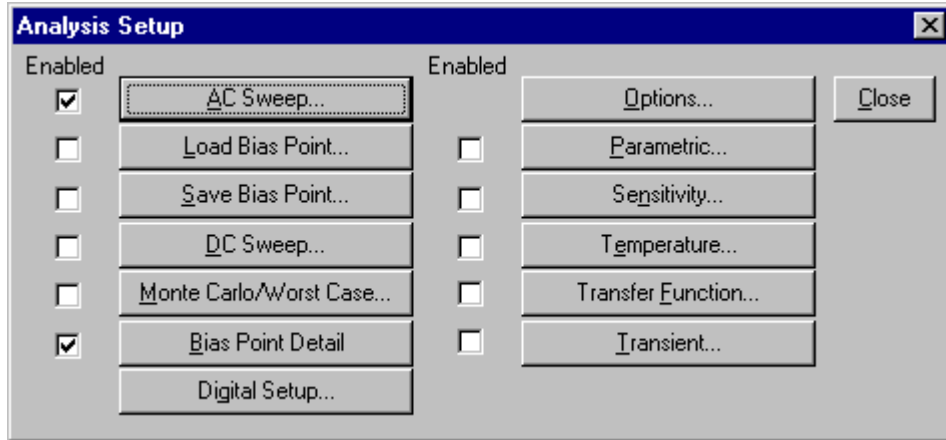 Analysis Setup
Enabled
AC Sweep...
Load Bias Point...
Save Bias Point...
DC Sweep...
Monte Carlo/Worst Case...
Bias Point Detail
Digital Setup...
Enabled
Options...
Parametric...
Sensitivity...
Temperature...
Transfer Function...
Transient...
Close